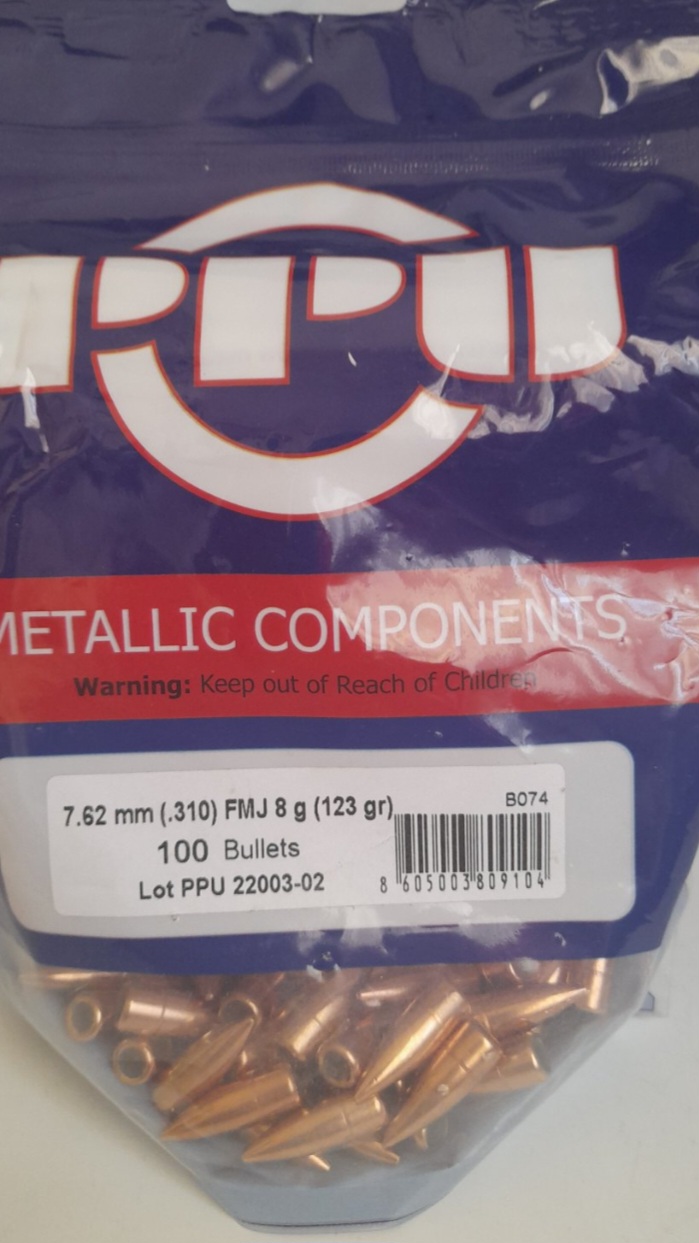 PPU
METALLIC COMPONENTS
Warning: Keep out of Reach of Children
7.62 mm (.310) FMJ 8 g (123 gr)
B074
100 Bullets
Lot PPU 22003-02
8 605003 809104